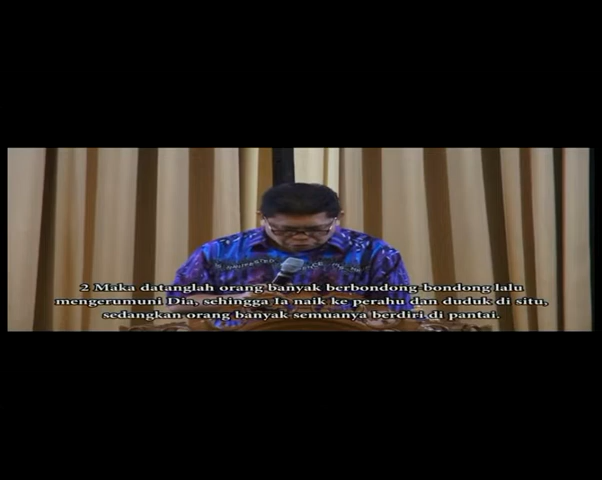 2 Maka datanglah orang banyak berbondong-bondong lalu
mengerumuni Dia, sehingga Ia naik ke perahu dan duduk di situ,
sedangkan orang banyak semuanya berdiri di pantai.